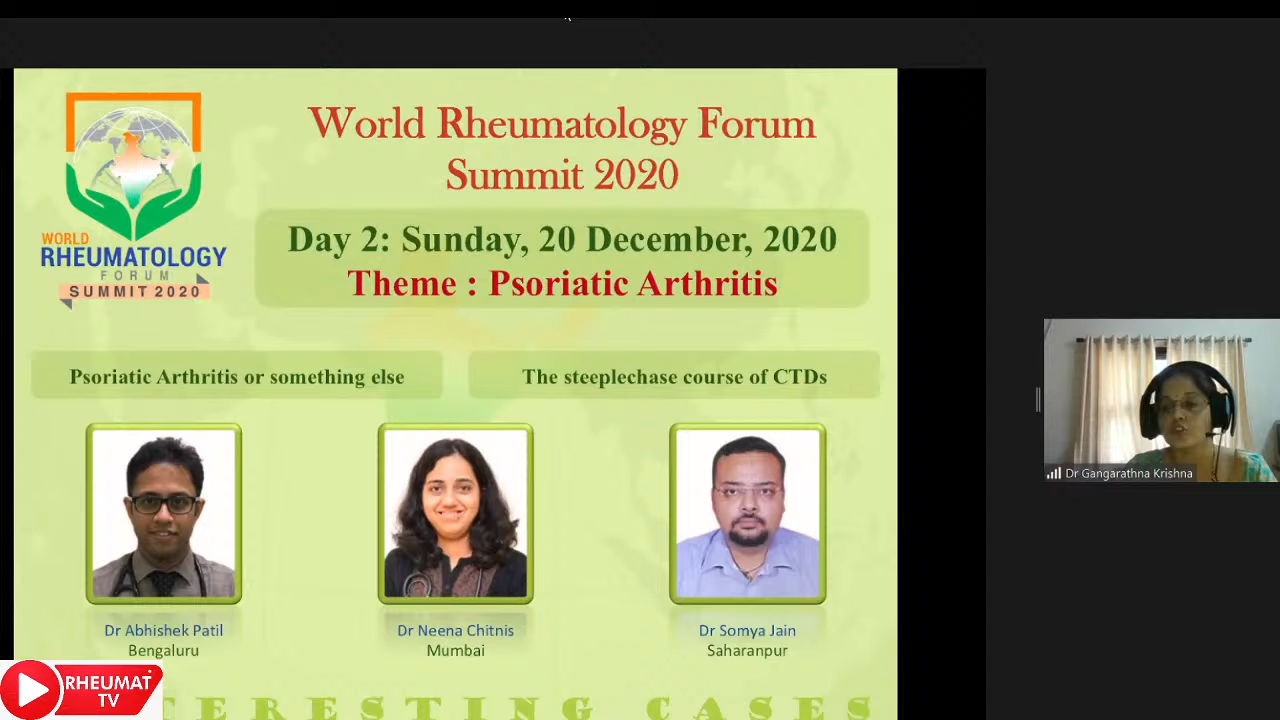 World Rheumatology Forum
Summit 2020
WORLD
RHEUMATOLOGY
FORUM
SUMMIT 2020
Day 2: Sunday, 20 December, 2020
Theme : Psoriatic Arthritis
Psoriatic Arthritis or something else
The steeplechase course of CTDs
Dr Gangarathna Krishna
Dr Abhishek Patil
Bengaluru
Dr Neena Chitnis
Mumbai
Dr Somya Jain
Saharanpur
RHEUMAT
TV
TERESTING CASES